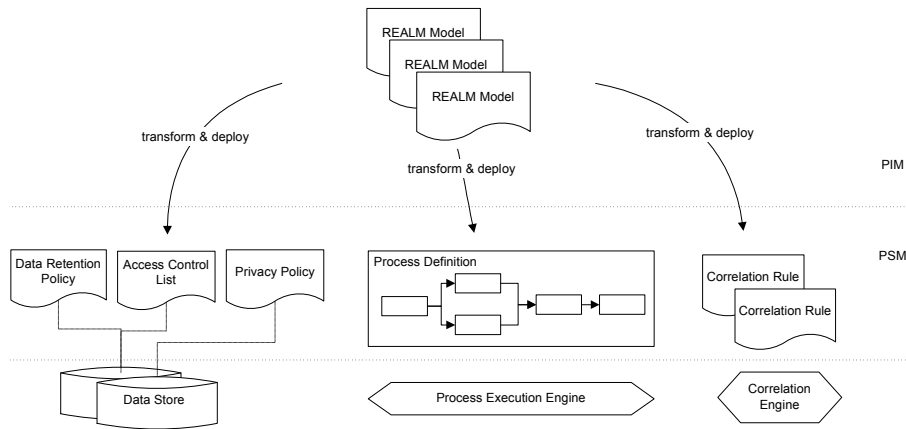 REALM Model
REALM Model
REALM Model
transform & deploy
transform & deploy
transform & deploy
PIM
Data Retention
Policy
Access Control
List
Privacy Policy
Process Definition
Correlation Rule
Correlation Rule
PSM
Data Store
Process Execution Engine
Correlation
Engine